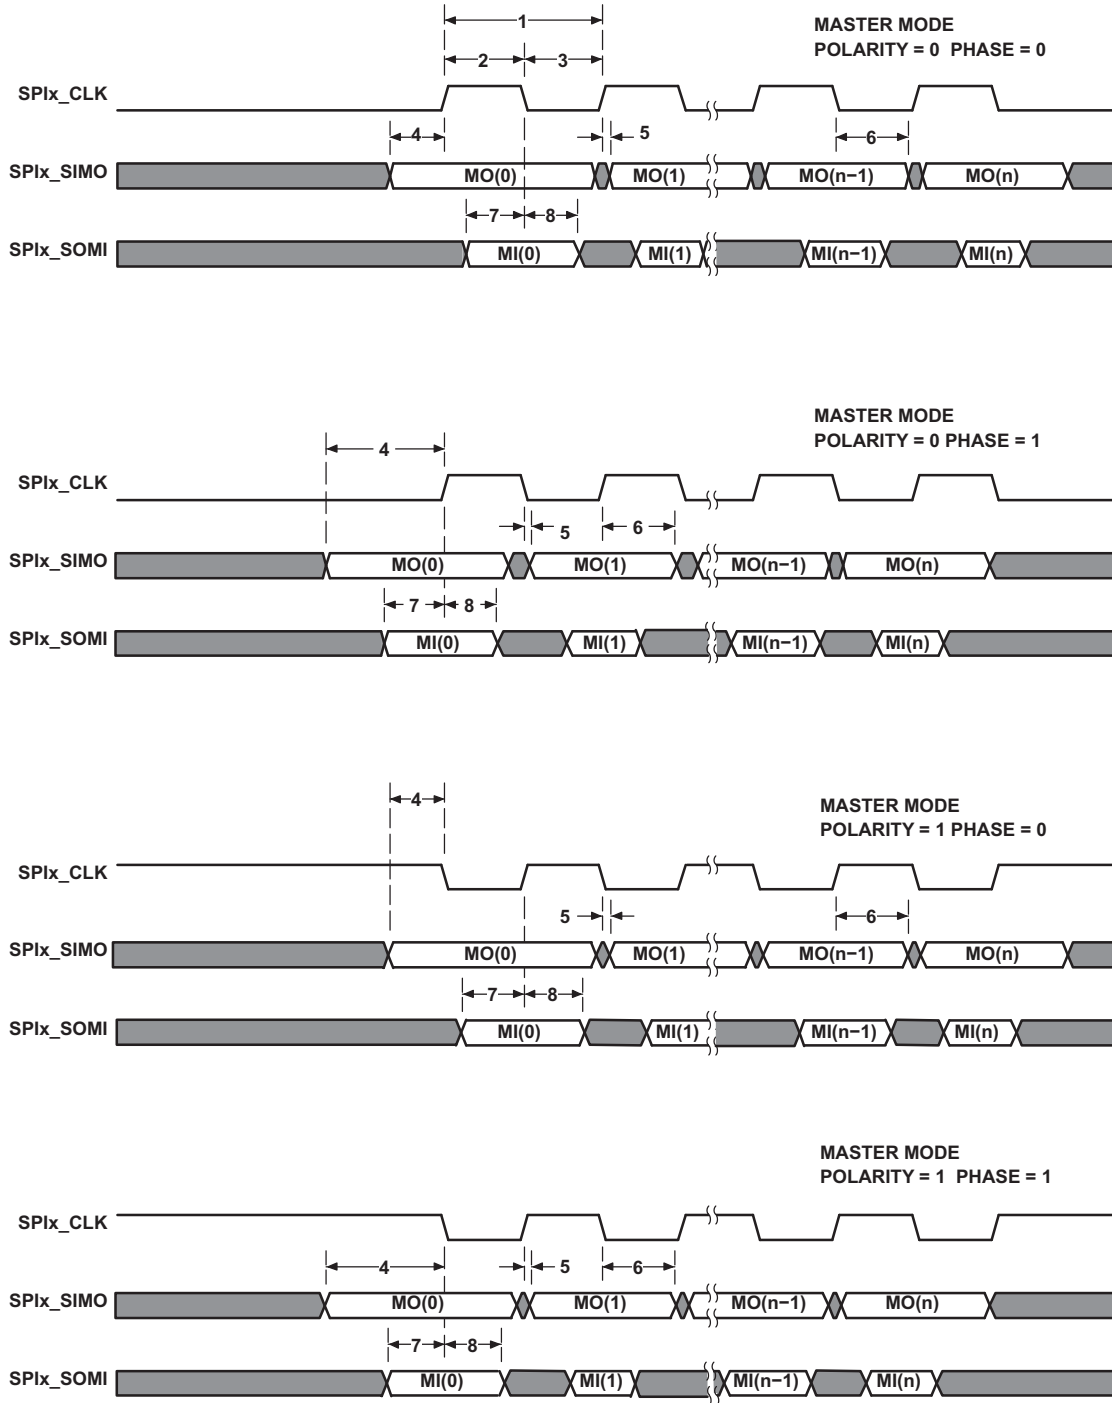 1
MASTER MODE
POLARITY = 0 PHASE = 0
2 3
SPIx_CLK
4 5 6
SPIx_SIMO MO(0) MO(1) MO(n−1) MO(n)
7 8
SPIx_SOMI MI(0) MI(1) MI(n−1) MI(n)
MASTER MODE
POLARITY = 0 PHASE = 1
4
SPIx_CLK
5 6
SPIx_SIMO MO(0) MO(1) MO(n−1) MO(n)
7 8
SPIx_SOMI MI(0) MI(1) MI(n−1) MI(n)
4
MASTER MODE
POLARITY = 1 PHASE = 0
SPIx_CLK
5 6
SPIx_SIMO MO(0) MO(1) MO(n−1) MO(n)
7 8
SPIx_SOMI MI(0) MI(1) MI(n−1) MI(n)
MASTER MODE
POLARITY = 1 PHASE = 1
SPIx_CLK
4 5 6
SPIx_SIMO MO(0) MO(1) MO(n−1) MO(n)
7 8
SPIx_SOMI MI(0) MI(1) MI(n−1) MI(n)